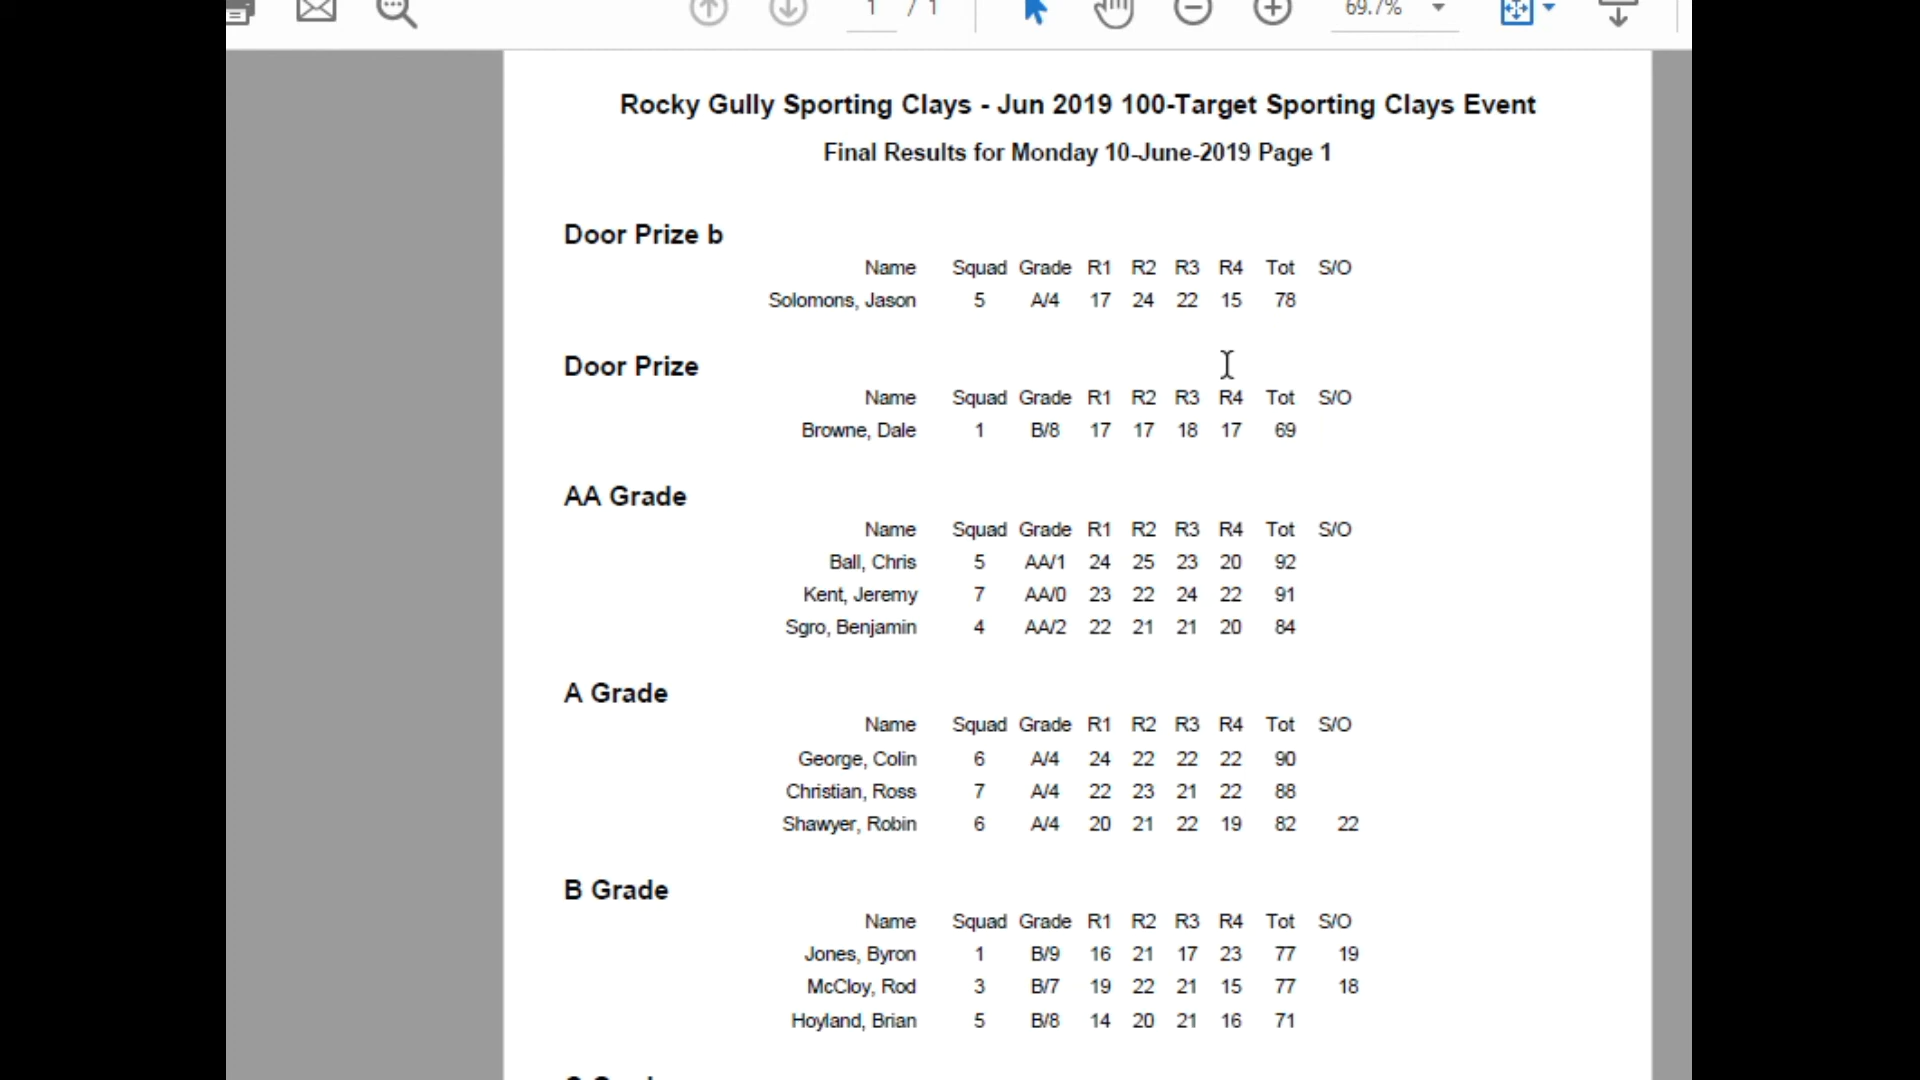 1 / 1 69.7%
Rocky Gully Sporting Clays - Jun 2019 100-Target Sporting Clays Event
Final Results for Monday 10-June-2019 Page 1
Door Prize b
Name Squad Grade R1 R2 R3 R4 Tot S/O
Solomons, Jason 5 A/4 17 24 22 15 78
Door Prize
Name Squad Grade R1 R2 R3 R4 Tot S/O
Browne, Dale 1 B/8 17 17 18 17 69
AA Grade
Name Squad Grade R1 R2 R3 R4 Tot S/O
Ball, Chris 5 AA/1 24 25 23 20 92
Kent, Jeremy 7 AA/0 23 22 24 22 91
Sgro, Benjamin 4 AA/2 22 21 21 20 84
A Grade
Name Squad Grade R1 R2 R3 R4 Tot S/O
George, Colin 6 A/4 24 22 22 22 90
Christian, Ross 7 A/4 22 23 21 22 88
Shawyer, Robin 6 A/4 20 21 22 19 82 22
B Grade
Name Squad Grade R1 R2 R3 R4 Tot S/O
Jones, Byron 1 B/9 16 21 17 23 77 19
McCloy, Rod 3 B/7 19 22 21 15 77 18
Hoyland, Brian 5 B/8 14 20 21 16 71